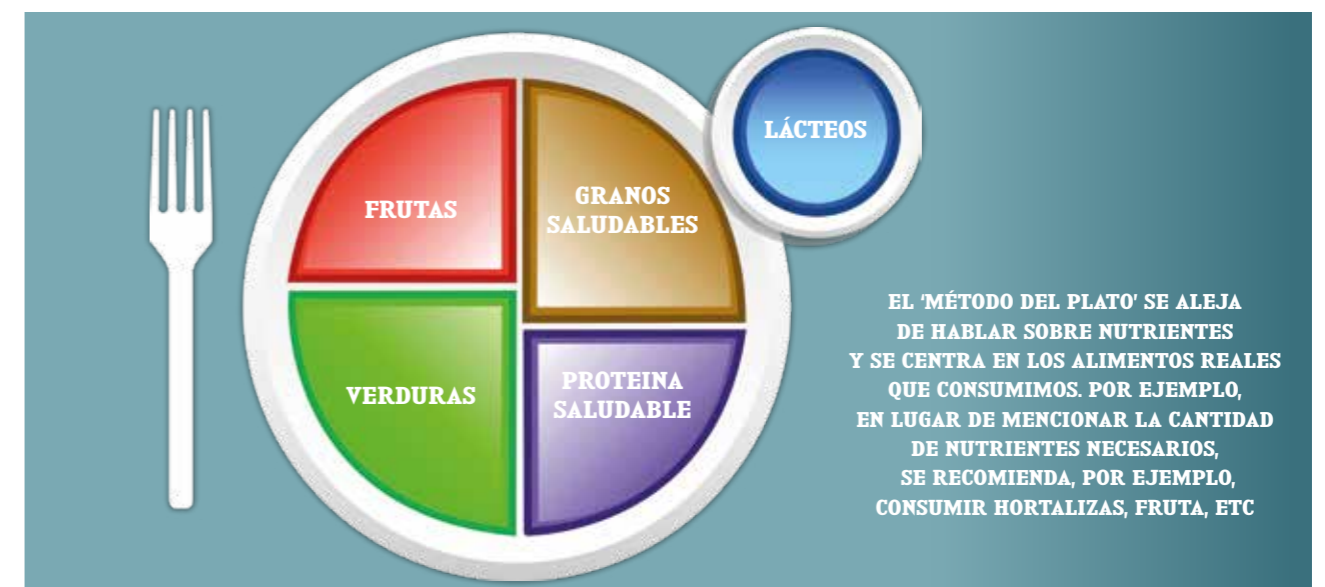 LÁCTEOS
FRUTAS
GRANOS
SALUDABLES
VERDURAS
PROTEINA
SALUDABLE
EL ‘MÉTODO DEL PLATO’ SE ALEJA
DE HABLAR SOBRE NUTRIENTES
Y SE CENTRA EN LOS ALIMENTOS REALES
QUE CONSUMIMOS. POR EJEMPLO,
EN LUGAR DE MENCIONAR LA CANTIDAD
DE NUTRIENTES NECESARIOS,
SE RECOMIENDA, POR EJEMPLO,
CONSUMIR HORTALIZAS, FRUTA, ETC